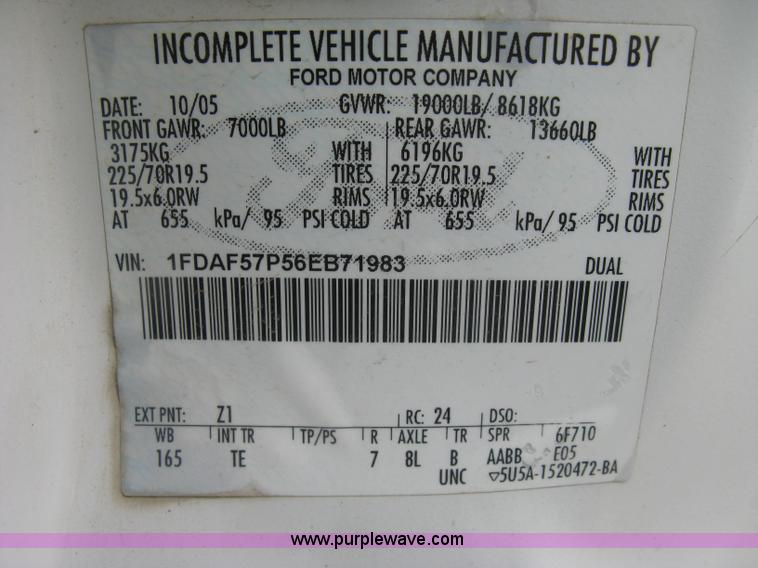 INCOMPLETE VEHICLE MANUFACTURED BY
FORD MOTOR COMPANY
DATE: 10/05 GVWR: 19000LB/ 8618KG
FRONT GAWR: 7000LB REAR GAWR: 13660LB
3175KG WITH 6196KG WITH
225/70R19.5 TIRES 225/70R19.5 TIRES
19.5x6.0RW RIMS 19.5x6.0RW RIMS
AT 655 kPa/ 95 PSI COLD AT 655 kPa/ 95 PSI COLD
VIN: 1FDAF57P56EB71983 DUAL
EXT PNT: Z1 RC: 24 DSO:
WB INT TR TP/PS R AXLE TR SPR 6F710
165 TE 7 8L B AABB E05
UNC ▽5U5A-1520472-BA
www.purplewave.com